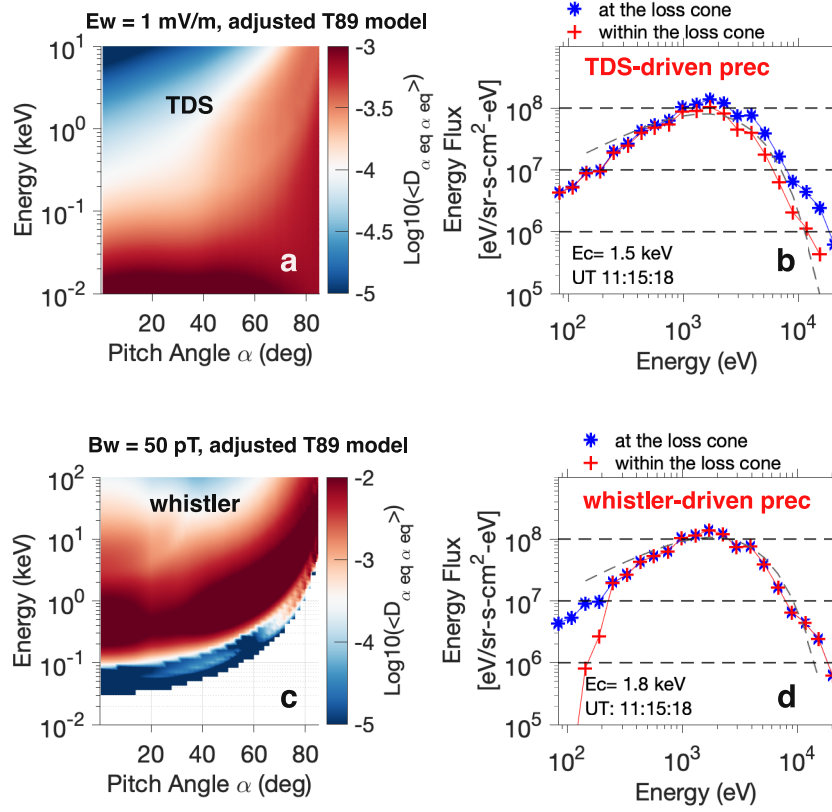 Ew = 1 mV/m, adjusted T89 model
10^1
10^0
10^-1
10^-2
Energy (keV)
TDS
a
20 40 60 80
Pitch Angle α (deg)
-3
-3.5
-4
-4.5
-5
Log10(<D α eq α eq>)
at the loss cone
within the loss cone
TDS-driven prec
10^8
10^7
10^6
10^5
Energy Flux
[eV/sr-s-cm^2-eV]
Ec= 1.5 keV
UT 11:15:18
b
10^2 10^3 10^4
Energy (eV)
Bw = 50 pT, adjusted T89 model
10^2
10^1
10^0
10^-1
10^-2
Energy (keV)
whistler
c
20 40 60 80
Pitch Angle α (deg)
-2
-3
-4
-5
Log10(<D α eq α eq>)
at the loss cone
within the loss cone
whistler-driven prec
10^8
10^7
10^6
10^5
Energy Flux
[eV/sr-s-cm^2-eV]
Ec= 1.8 keV
UT: 11:15:18
d
10^2 10^3 10^4
Energy (eV)